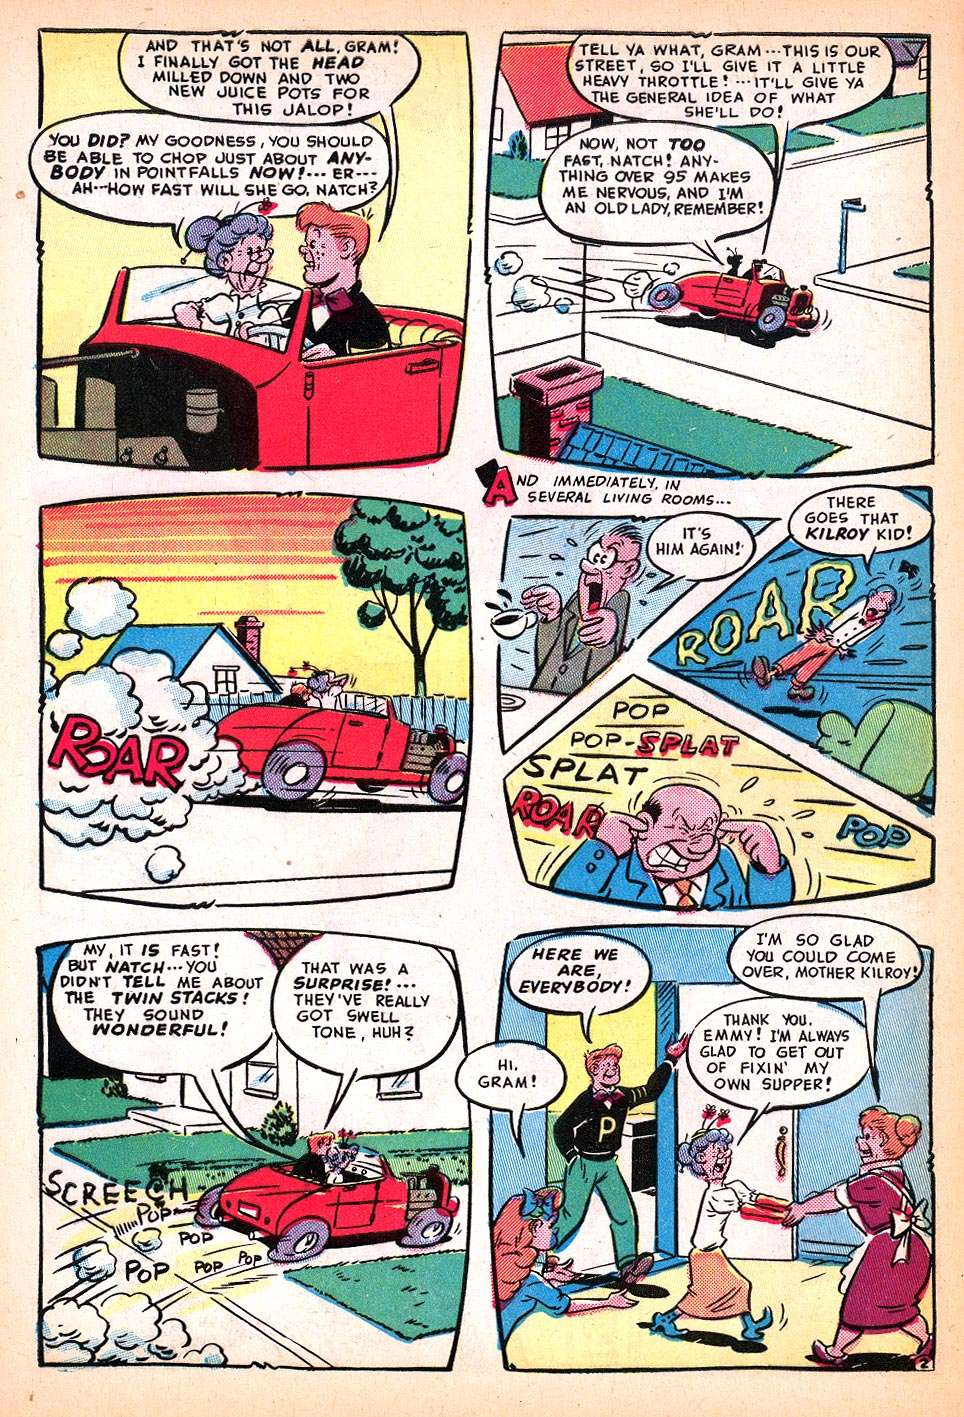 AND THAT'S NOT ALL, GRAM!
I FINALLY GOT THE HEAD
MILLED DOWN AND TWO
NEW JUICE POTS FOR
THIS JALOP!
YOU DID? MY GOODNESS, YOU SHOULD
BE ABLE TO CHOP JUST ABOUT ANY-
BODY IN POINTFALLS NOW!... ER---
AH---HOW FAST WILL SHE GO, NATCH?
TELL YA WHAT, GRAM---THIS IS OUR
STREET, SO I'LL GIVE IT A LITTLE
HEAVY THROTTLE! ---IT'LL GIVE YA
THE GENERAL IDEA OF WHAT
SHE'LL DO!
NOW, NOT TOO
FAST, NATCH! ANY-
THING OVER 95 MAKES
ME NERVOUS, AND I'M
AN OLD LADY, REMEMBER!
ROAR
AND IMMEDIATELY, IN
SEVERAL LIVING ROOMS...
IT'S
HIM AGAIN!
THERE
GOES THAT
KILROY KID!
ROAR
POP
POP-SPLAT
SPLAT
ROAR
POP
MY, IT IS FAST!
BUT NATCH---YOU
DIDN'T TELL ME ABOUT
THE TWIN STACKS!
THEY SOUND
WONDERFUL!
THAT WAS A
SURPRISE!...
THEY'VE REALLY
GOT SWELL
TONE, HUH?
SCREECH
POP
POP
POP
POP
POP
HERE WE
ARE,
EVERYBODY!
I'M SO GLAD
YOU COULD COME
OVER, MOTHER KILROY!
HI,
GRAM!
THANK YOU,
EMMY! I'M ALWAYS
GLAD TO GET OUT
OF FIXIN' MY
OWN SUPPER!
P
2